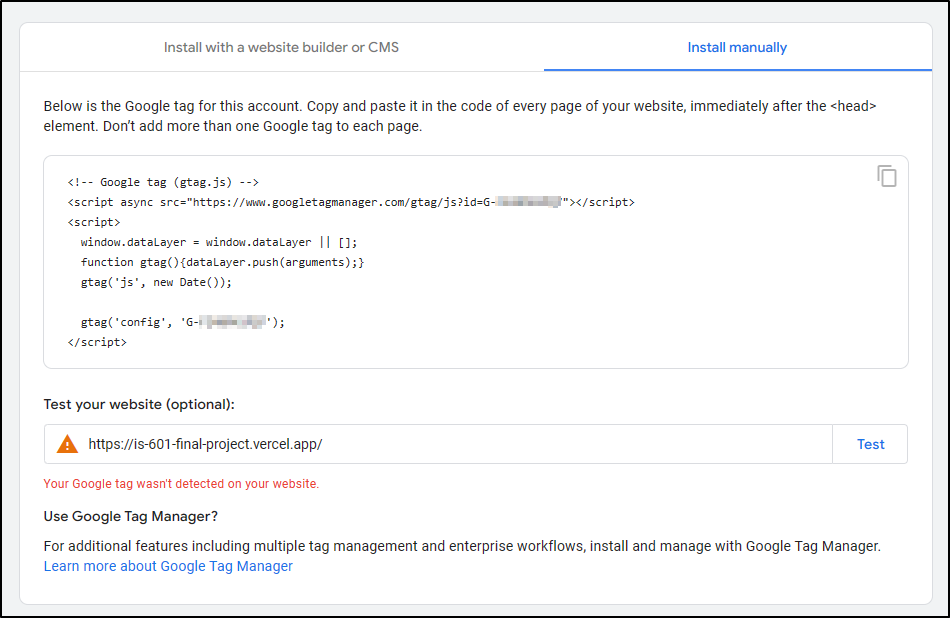 Install with a website builder or CMS
Install manually
Below is the Google tag for this account. Copy and paste it in the code of every page of your website, immediately after the <head>
element. Don't add more than one Google tag to each page.
<!-- Google tag (gtag.js) -->
<script async src="https://www.googletagmanager.com/gtag/js?id=G-"></script>
<script>
window.dataLayer = window.dataLayer || [];
function gtag(){dataLayer.push(arguments);}
gtag('js', new Date());
gtag('config', 'G-');
</script>
Test your website (optional):
https://is-601-final-project.vercel.app/
Test
Your Google tag wasn't detected on your website.
Use Google Tag Manager?
For additional features including multiple tag management and enterprise workflows, install and manage with Google Tag Manager.
Learn more about Google Tag Manager